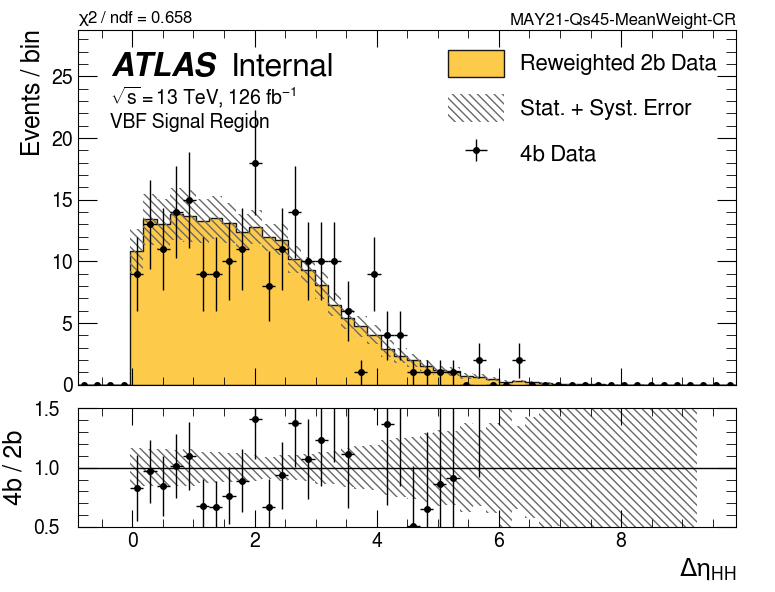 χ2 / ndf = 0.658
MAY21-Qs45-MeanWeight-CR
Events / bin
ATLAS Internal
√s = 13 TeV, 126 fb⁻¹
VBF Signal Region
Reweighted 2b Data
Stat. + Syst. Error
4b Data
25
20
15
10
5
0
4b / 2b
1.5
1.0
0.5
0 2 4 6 8
Δη_HH